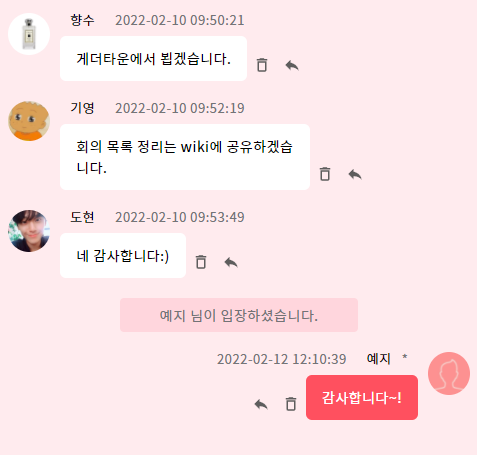 향수 2022-02-10 09:50:21
게더타운에서 뵙겠습니다.
기영 2022-02-10 09:52:19
회의 목록 정리는 wiki에 공유하겠습
니다.
도현 2022-02-10 09:53:49
네 감사합니다:)
예지 님이 입장하셨습니다.
2022-02-12 12:10:39 예지 *
감사합니다~!